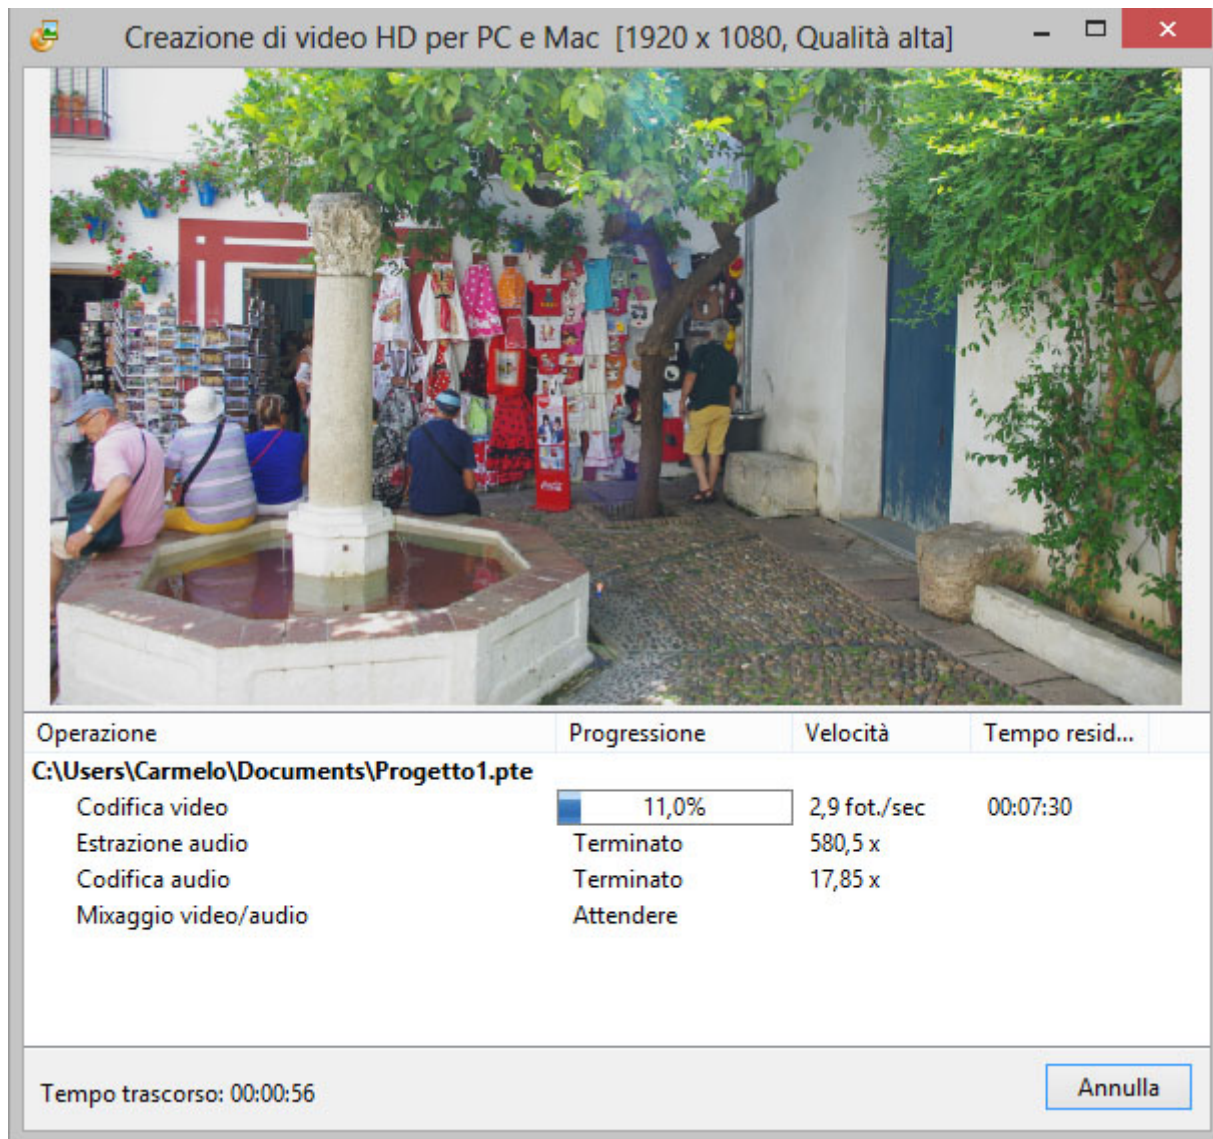 Creazione di video HD per PC e Mac [1920 x 1080, Qualità alta]
Operazione Progressione Velocità Tempo resid...
C:\Users\Carmelo\Documents\Progetto1.pte
Codifica video 11,0% 2,9 fot./sec 00:07:30
Estrazione audio Terminato 580,5 x
Codifica audio Terminato 17,85 x
Mixaggio video/audio Attendere
Tempo trascorso: 00:00:56 Annulla